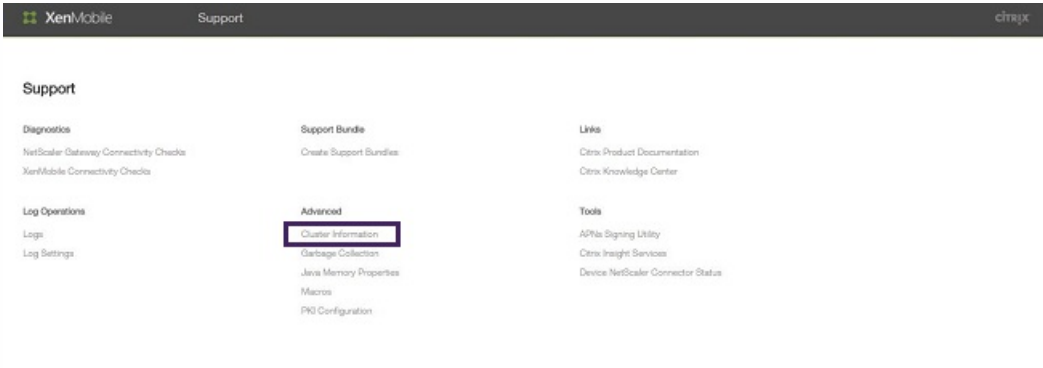 XenMobile
Support
CITRIX
Support
Diagnostics
NetScaler Gateway Connectivity Checks
XenMobile Connectivity Checks
Support Bundle
Create Support Bundles
Links
Citrix Product Documentation
Citrix Knowledge Center
Log Operations
Logs
Log Settings
Advanced
Cluster Information
Garbage Collection
Java Memory Properties
Macros
PKI Configuration
Tools
APNs Signing Utility
Citrix Insight Services
Device NetScaler Connector Status